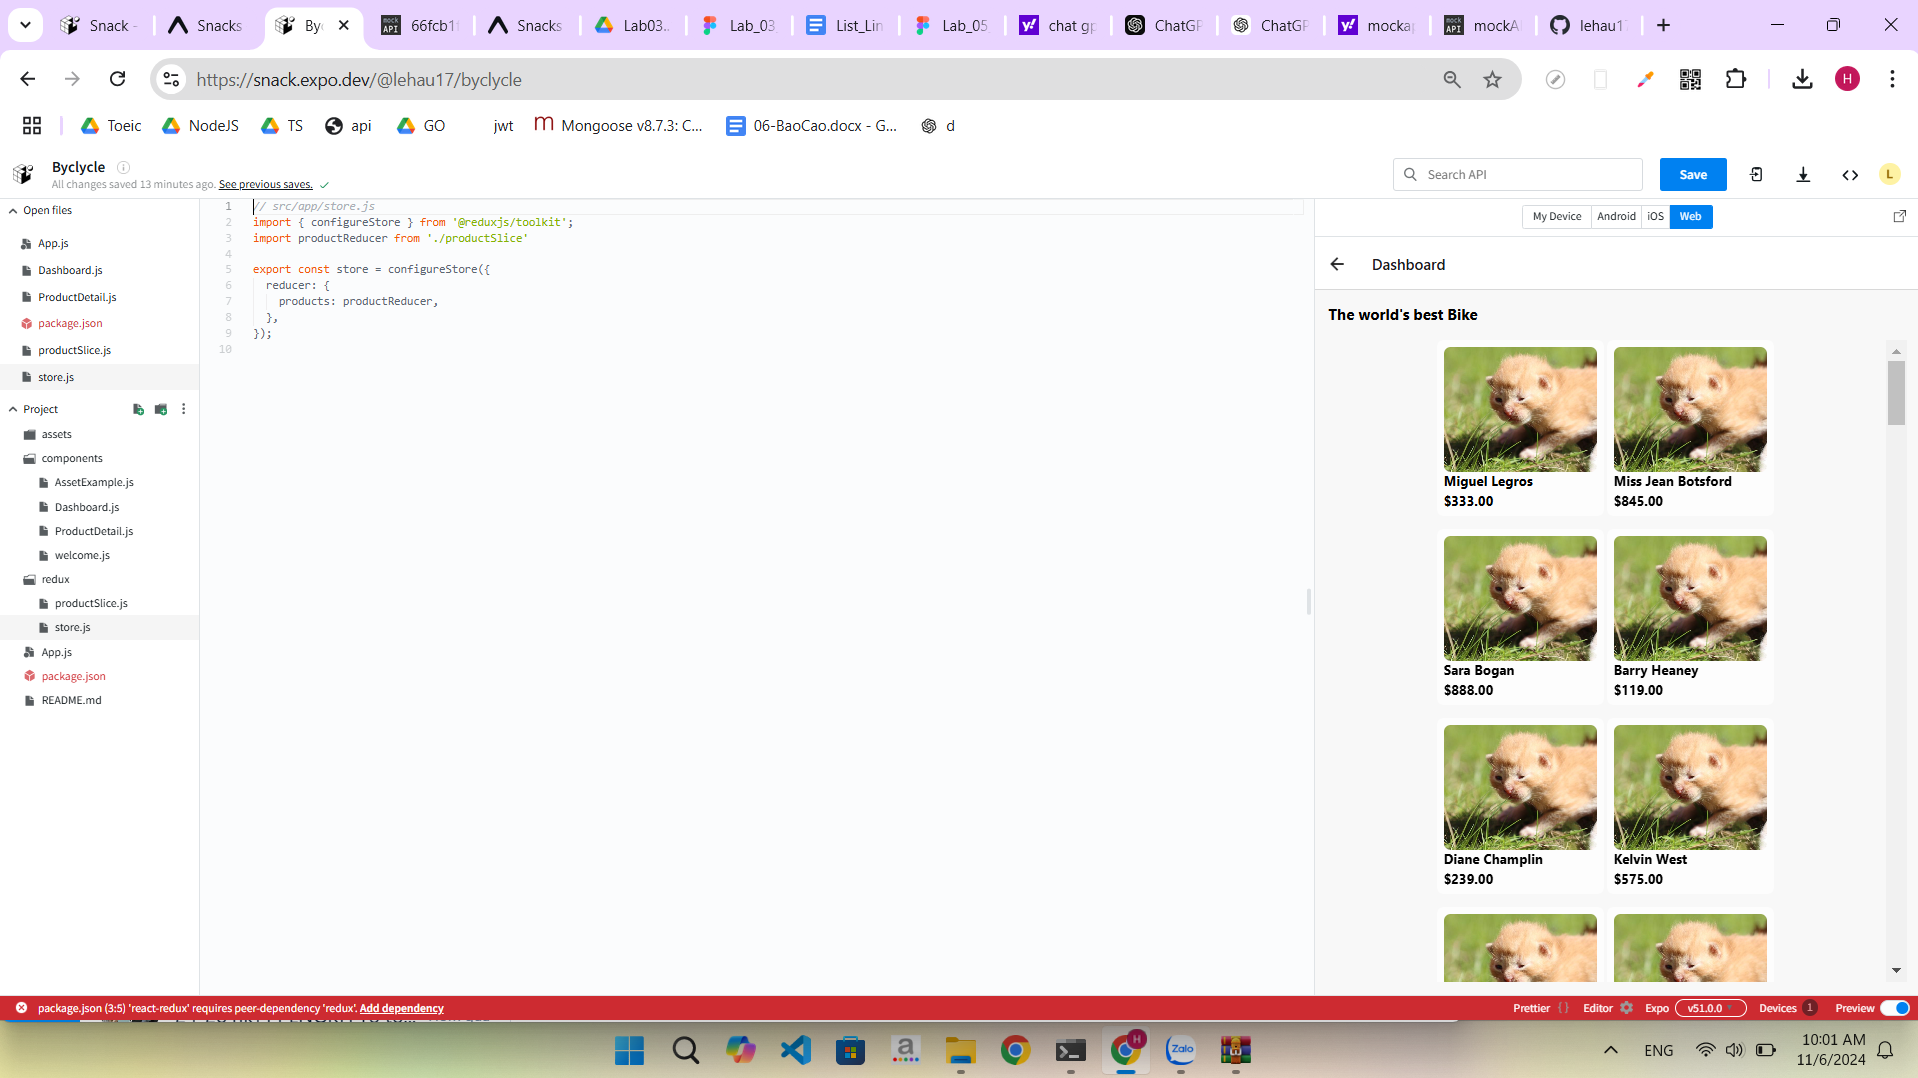 Snack -
Snacks
Byc
66fcb1f
Snacks
Lab03..
Lab_03
List_Lin
Lab_05
chat gp
ChatGP
ChatGP
mockap
mockA
lehau17
https://snack.expo.dev/@lehau17/byclycle
H
Toeic
NodeJS
TS
api
GO
jwt
Mongoose v8.7.3: C...
06-BaoCao.docx - G...
d
Byclycle
All changes saved 13 minutes ago. See previous saves.
Search API
Save
L
Open files
App.js
Dashboard.js
ProductDetail.js
package.json
productSlice.js
store.js
Project
assets
components
AssetExample.js
Dashboard.js
ProductDetail.js
welcome.js
redux
productSlice.js
store.js
App.js
package.json
README.md
1 // src/app/store.js
2 import { configureStore } from '@reduxjs/toolkit';
3 import productReducer from './productSlice'
4
5 export const store = configureStore({
6 reducer: {
7 products: productReducer,
8 },
9 });
10
My Device
Android
iOS
Web
Dashboard
The world's best Bike
Miguel Legros
$333.00
Miss Jean Botsford
$845.00
Sara Bogan
$888.00
Barry Heaney
$119.00
Diane Champlin
$239.00
Kelvin West
$575.00
package.json (3:5) 'react-redux' requires peer-dependency 'redux'. Add dependency
Prettier { }
Editor
Expo
v51.0.0
Devices 1
Preview
H
Zalo
ENG
10:01 AM
11/6/2024